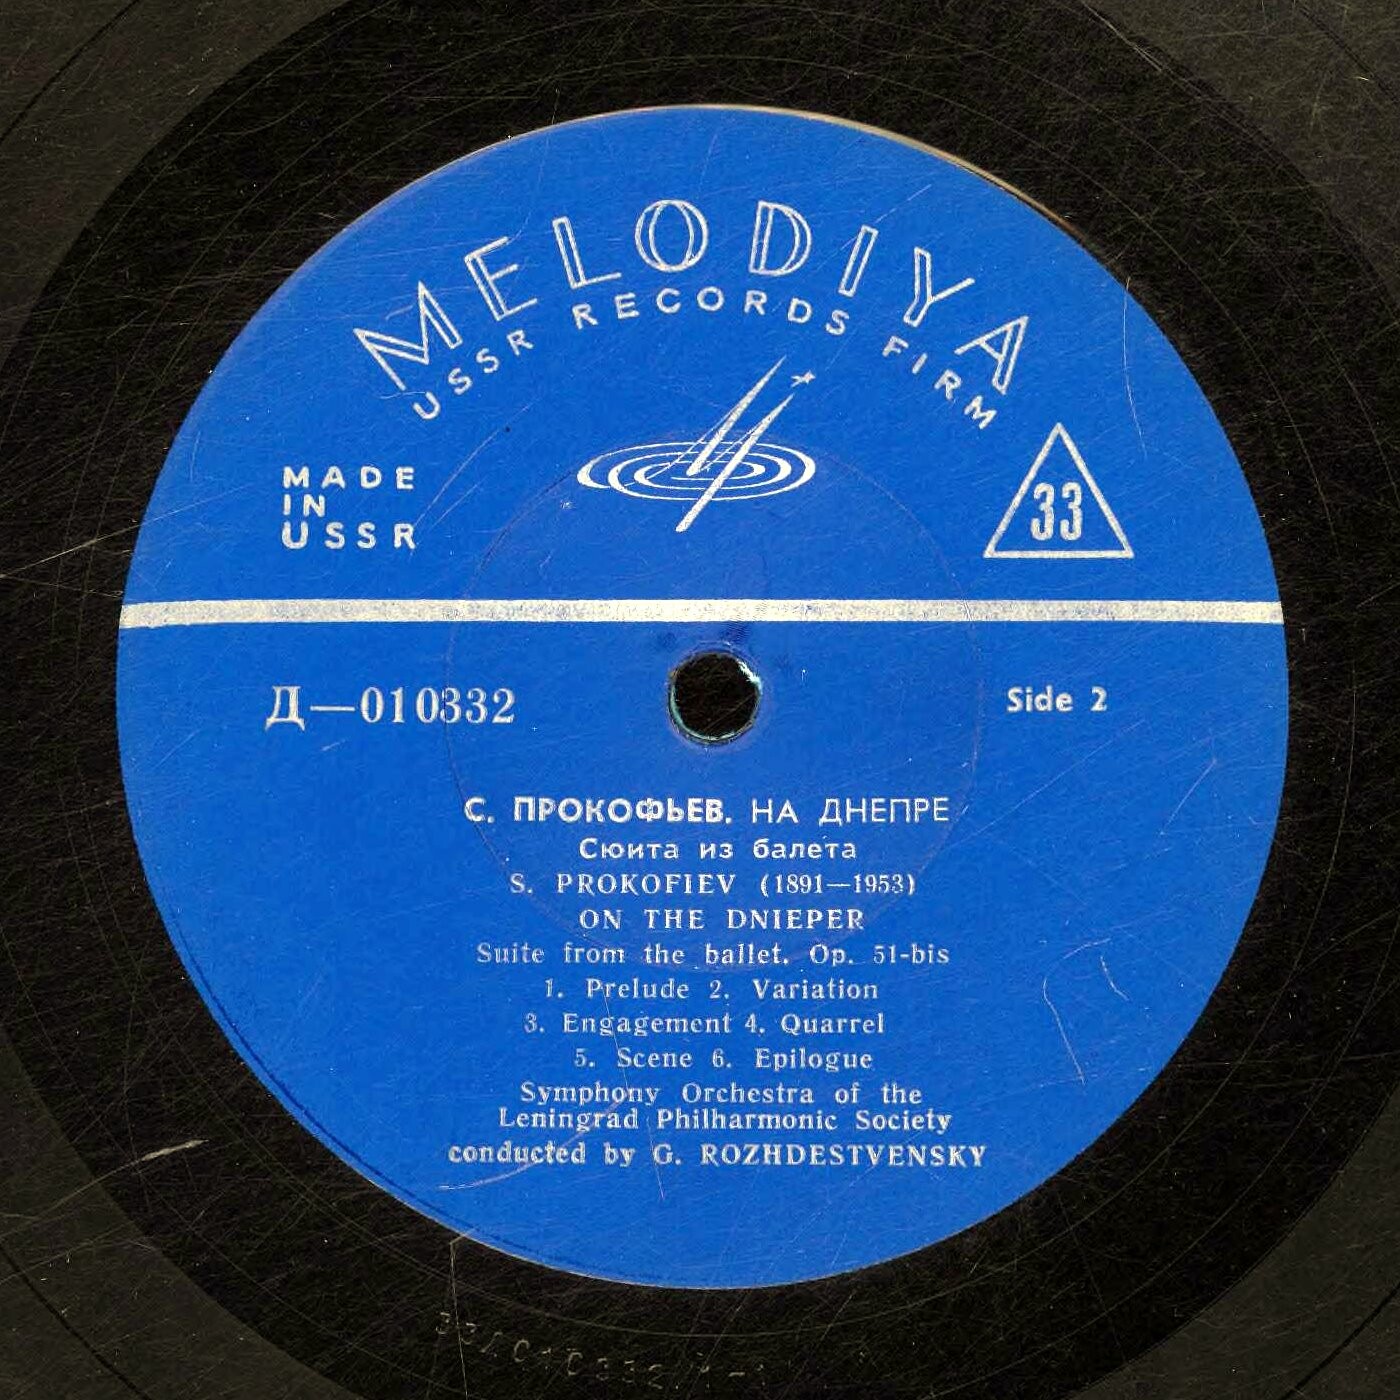 MELODIYA
USSR RECORDS FIRM
MADE
IN
USSR
33
Д—010332
Side 2
С. ПРОКОФЬЕВ. НА ДНЕПРЕ
Сюита из балета
S. PROKOFIEV (1891—1953)
ON THE DNIEPER
Suite from the ballet. Op. 51-bis
1. Prelude 2. Variation
3. Engagement 4. Quarrel
5. Scene 6. Epilogue
Symphony Orchestra of the
Leningrad Philharmonic Society
conducted by G. ROZHDESTVENSKY